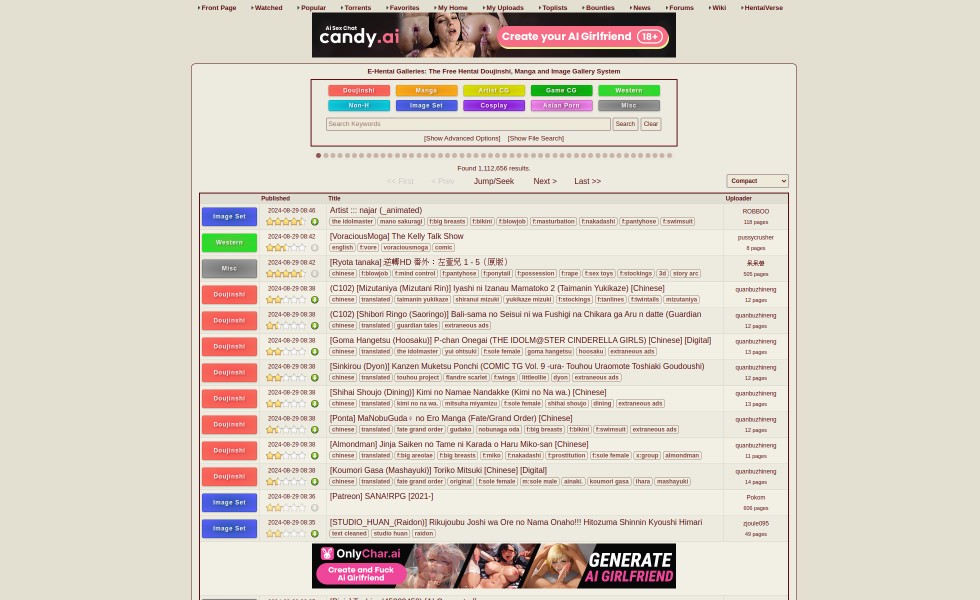 Front Page Watched Popular Torrents Favorites My Home My Uploads Toplists Bounties News Forums Wiki HentaiVerse
Ai Sex Chat
candy.ai
Create your AI Girlfriend 18+
E-Hentai Galleries: The Free Hentai Doujinshi, Manga and Image Gallery System
Doujinshi Manga Artist CG Game CG Western
Non-H Image Set Cosplay Asian Porn Misc
Search Keywords Search Clear
[Show Advanced Options] [Show File Search]
Found 1,112,656 results.
<< First < Prev Jump/Seek Next > Last >> Compact
Published Title Uploader
Image Set 2024-08-29 08:46 Artist ::: najar (_animated) ROBBOO
the idolmaster mano sakuragi f:big breasts f:bikini f:blowjob f:masturbation f:nakadashi f:pantyhose f:swimsuit 118 pages
Western 2024-08-29 08:42 [VoraciousMoga] The Kelly Talk Show pussycrusher
english f:vore voraciousmoga comic 8 pages
Misc 2024-08-29 08:42 [Ryota tanaka] 逆轉HD 番外：左萱兒 1 - 5（原版）
chinese f:blowjob f:mind control f:pantyhose f:ponytail f:possession f:rape f:sex toys f:stockings 3d story arc 505 pages
Doujinshi 2024-08-29 08:38 (C102) [Mizutaniya (Mizutani Rin)] Iyashi ni Izanau Mamatoko 2 (Taimanin Yukikaze) [Chinese] quanbuzhineng
chinese translated taimanin yukikaze shiranui mizuki yukikaze mizuki f:stockings f:tanlines f:twintails mizutaniya 12 pages
Doujinshi 2024-08-29 08:38 (C102) [Shibori Ringo (Saoringo)] Bali-sama no Seisui ni wa Fushigi na Chikara ga Aru n datte (Guardian quanbuzhineng
chinese translated guardian tales extraneous ads 12 pages
Doujinshi 2024-08-29 08:38 [Goma Hangetsu (Hoosaku)] P-chan Onegai (THE IDOLM@STER CINDERELLA GIRLS) [Chinese] [Digital] quanbuzhineng
chinese translated the idolmaster yui ohtsuki f:sole female goma hangetsu hoosaku extraneous ads 13 pages
Doujinshi 2024-08-29 08:38 [Sinkirou (Dyon)] Kanzen Muketsu Ponchi (COMIC TG Vol. 9 -ura- Touhou Uraomote Toshiaki Goudoushi) quanbuzhineng
chinese translated touhou project flandre scarlet f:wings littleollie dyon extraneous ads 12 pages
Doujinshi 2024-08-29 08:38 [Shihai Shoujo (Dining)] Kimi no Namae Nandakke (Kimi no Na wa.) [Chinese] quanbuzhineng
chinese translated kimi no na wa. mitsuha miyamizu f:sole female shihai shoujo dining extraneous ads 13 pages
Doujinshi 2024-08-29 08:38 [Ponta] MaNobuGuda♀ no Ero Manga (Fate/Grand Order) [Chinese] quanbuzhineng
chinese translated fate grand order gudako nobunaga oda f:big breasts f:bikini f:swimsuit extraneous ads 12 pages
Doujinshi 2024-08-29 08:38 [Almondman] Jinja Saiken no Tame ni Karada o Haru Miko-san [Chinese] quanbuzhineng
chinese translated f:big areolae f:big breasts f:miko f:nakadashi f:prostitution f:sole female x:group almondman 11 pages
Doujinshi 2024-08-29 08:38 [Koumori Gasa (Mashayuki)] Toriko Mitsuki [Chinese] [Digital] quanbuzhineng
chinese translated fate grand order original f:sole female m:sole male ainaki. koumori gasa ihara mashayuki 14 pages
Image Set 2024-08-29 08:36 [Patreon] SANA!RPG [2021-] Pokom
606 pages
Image Set 2024-08-29 08:35 [STUDIO_HUAN_(Raidon)] Rikujoubu Joshi wa Ore no Nama Onaho!!! Hitozuma Shinnin Kyoushi Himari zjoule095
text cleaned studio huan raidon 49 pages
OnlyChar.ai
Create and Fuck
Ai Girlfriend
GENERATE
AI GIRLFRIEND